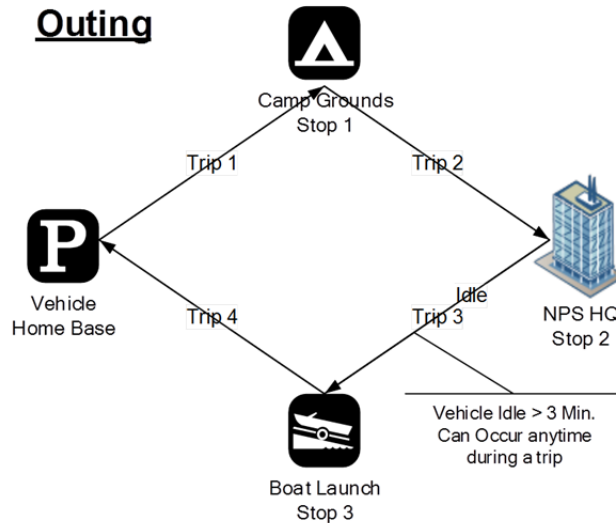 Outing
Camp Grounds
Stop 1
Trip 1
Trip 2
P
Vehicle
Home Base
NPS HQ
Stop 2
Idle
Trip 3
Trip 4
Vehicle Idle > 3 Min.
Can Occur anytime
during a trip
Boat Launch
Stop 3